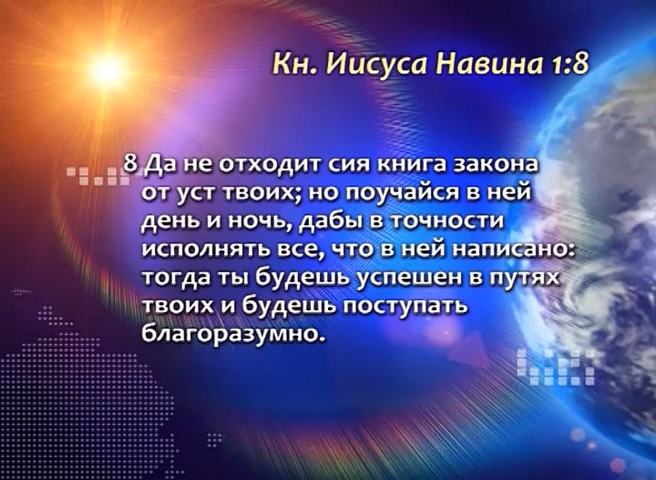 Кн. Иисуса Навина 1:8
8 Да не отходит сия книга закона
от уст твоих; но поучайся в ней
день и ночь, дабы в точности
исполнять все, что в ней написано:
тогда ты будешь успешен в путях
твоих и будешь поступать
благоразумно.